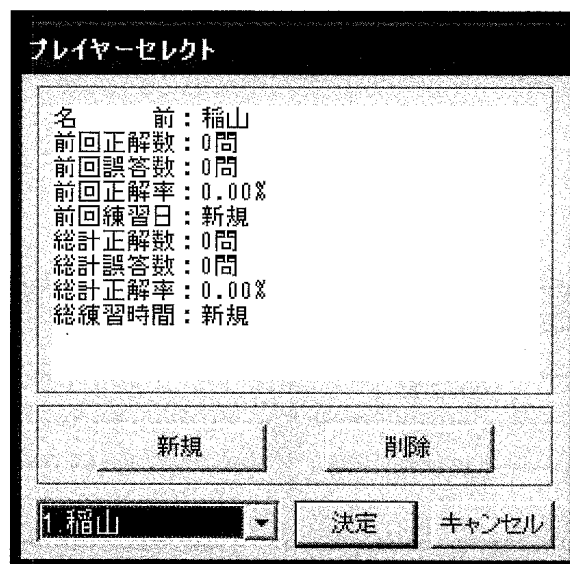 プレイヤーセレクト
名　　前：稲山
前回正解数：0問
前回誤答数：0問
前回正解率：0.00%
前回練習日：新規
総計正解数：0問
総計誤答数：0問
総計正解率：0.00%
総練習時間：新規
新規 削除
1.稲山 決定 キャンセル